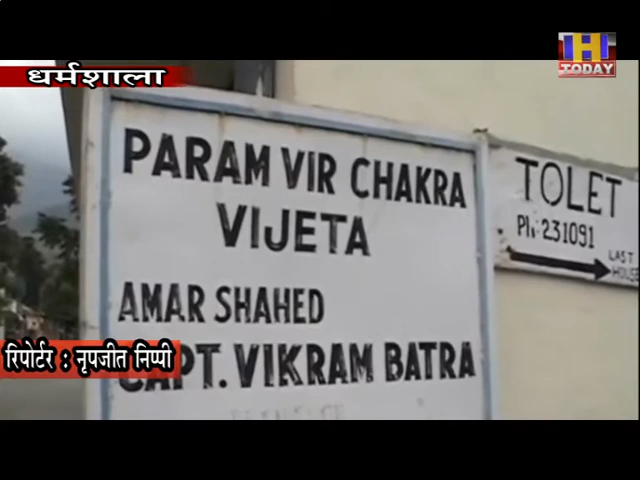 धर्मशाला
IHI
TODAY
PARAM VIR CHAKRA
VIJETA
AMAR SHAHED
CAPT. VIKRAM BATRA
TOLET
Ph: 231091
LAST
HOUSE
रिपोर्टर : नृपजीत निप्पी